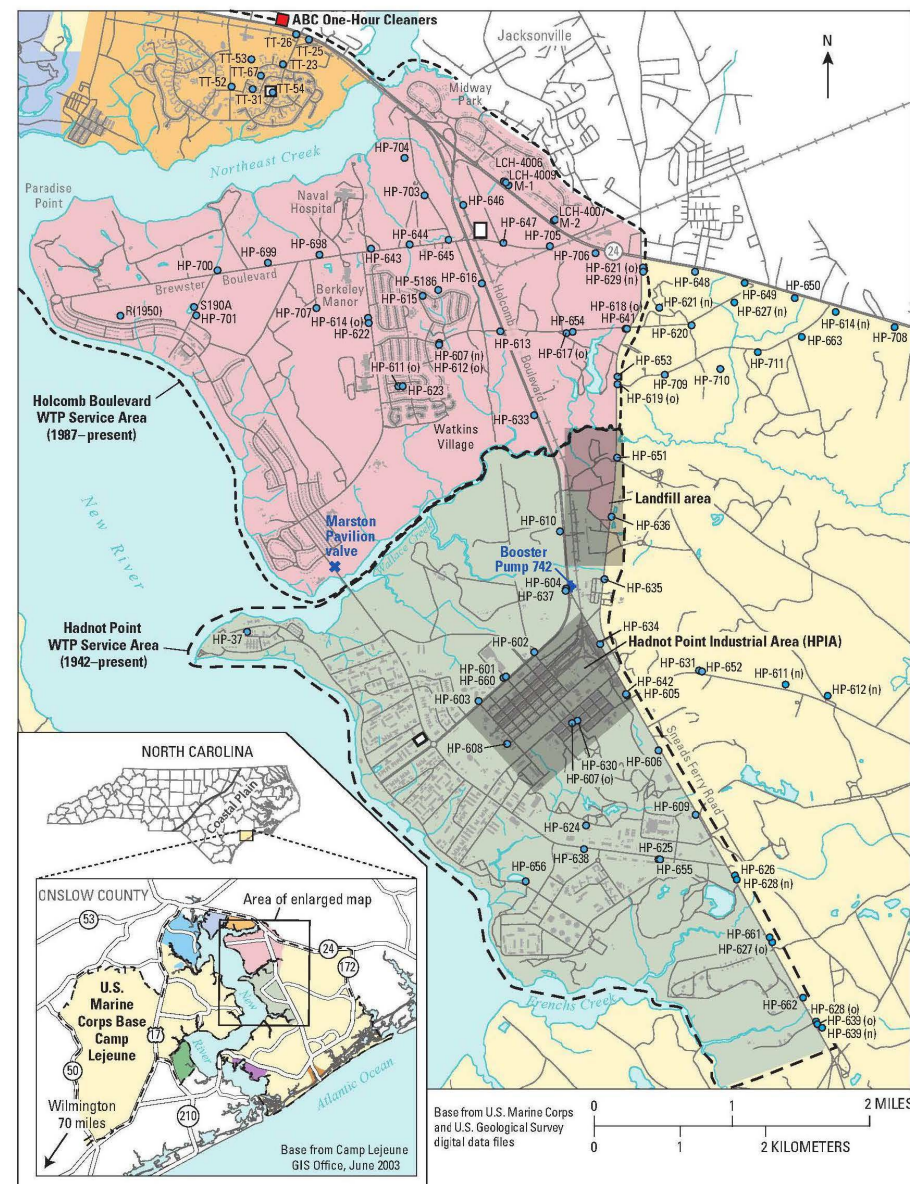 ABC One-Hour Cleaners
TT-26
TT-25
TT-53
TT-23
TT-67
TT-52
TT-54
TT-31
Jacksonville
N
Midway
Park
Northeast Creek
HP-704
LCH-4006
LCH-4009
M-1
Paradise
Point
Naval
Hospital
HP-703
HP-646
LCH-4007
M-2
HP-647
HP-644
HP-705
24
HP-698
HP-699
HP-645
HP-643
HP-706
HP-700
Brewster Boulevard
HP-621 (o)
HP-629 (n)
HP-648
Berkeley
Manor
HP-5186
HP-616
HP-615
Holcomb Boulevard
HP-649
HP-650
S190A
R(1950)
HP-701
HP-707
HP-618 (o)
HP-621 (n)
HP-627 (n)
HP-614 (o)
HP-622
HP-654
HP-641
HP-614 (n)
HP-613
HP-620
HP-663
HP-708
HP-607 (n)
HP-612 (o)
HP-617 (o)
HP-653
HP-711
HP-611 (o)
HP-623
HP-709
HP-710
HP-619 (o)
Holcomb Boulevard
WTP Service Area
(1987–present)
HP-633
Watkins
Village
HP-651
Landfill area
New River
Marston
Pavilion
valve
HP-610
HP-636
Wallace Creek
Booster
Pump 742
HP-604
HP-637
HP-635
Hadnot Point
WTP Service Area
(1942–present)
HP-37
HP-634
HP-602
Hadnot Point Industrial Area (HPIA)
HP-601
HP-660
HP-631
HP-652
HP-611 (n)
HP-603
HP-642
HP-605
HP-612 (n)
Sneads Ferry Road
HP-608
HP-630
HP-607 (o)
HP-606
HP-609
HP-624
HP-638
HP-625
HP-655
HP-656
HP-626
HP-628 (n)
HP-661
HP-627 (o)
Frenchs Creek
HP-662
HP-628 (o)
HP-639 (o)
HP-639 (n)
NORTH CAROLINA
Coastal Plain
ONSLOW COUNTY
Area of enlarged map
53
24
172
U.S.
Marine
Corps Base
Camp
Lejeune
New
River
17
50
210
Atlantic Ocean
Wilmington
70 miles
Base from Camp Lejeune
GIS Office, June 2003
Base from U.S. Marine Corps
and U.S. Geological Survey
digital data files
0 1 2 MILES
0 1 2 KILOMETERS